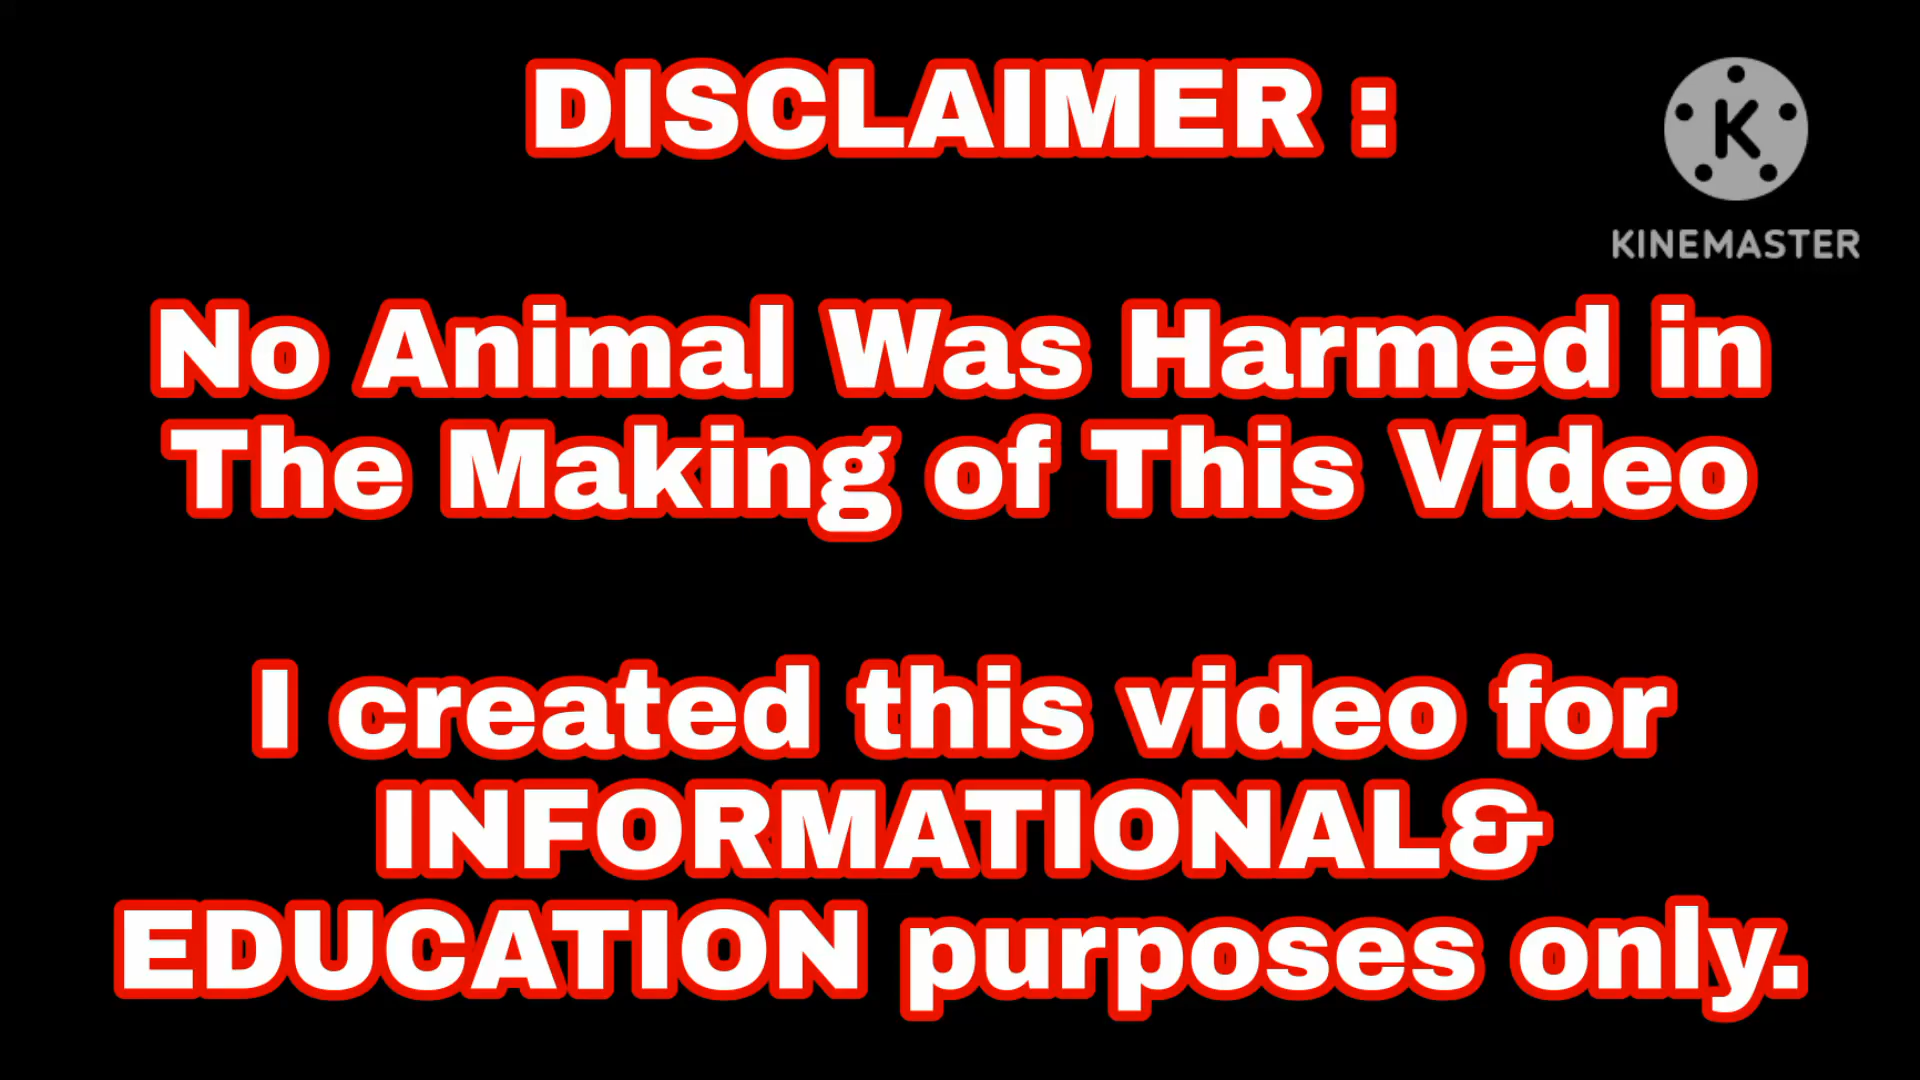 DISCLAIMER :
K
KINEMASTER
No Animal Was Harmed in
The Making of This Video
I created this video for
INFORMATIONAL&
EDUCATION purposes only.